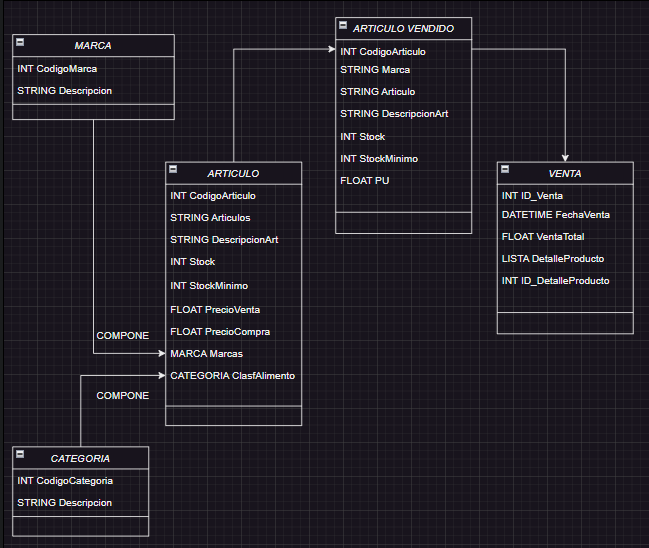 MARCA
INT CodigoMarca
STRING Descripcion
ARTICULO VENDIDO
INT CodigoArticulo
STRING Marca
STRING Articulo
STRING DescripcionArt
INT Stock
INT StockMinimo
FLOAT PU
ARTICULO
INT CodigoArticulo
STRING Articulos
STRING DescripcionArt
INT Stock
INT StockMinimo
FLOAT PrecioVenta
FLOAT PrecioCompra
MARCA Marcas
CATEGORIA ClasfAlimento
VENTA
INT ID_Venta
DATETIME FechaVenta
FLOAT VentaTotal
LISTA DetalleProducto
INT ID_DetalleProducto
COMPONE
COMPONE
CATEGORIA
INT CodigoCategoria
STRING Descripcion